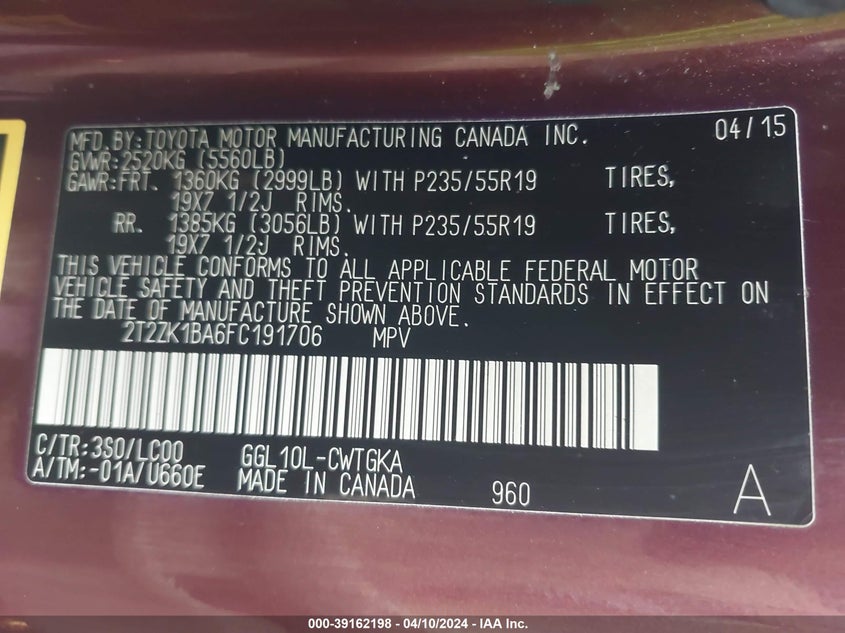 MFD. BY: TOYOTA MOTOR MANUFACTURING CANADA INC. 04/15
GVWR: 2520KG (5560LB)
GAWR: FRT. 1360KG (2999LB) WITH P235/55R19 TIRES,
19X7 1/2J RIMS.
RR. 1385KG (3056LB) WITH P235/55R19 TIRES,
19X7 1/2J RIMS.
THIS VEHICLE CONFORMS TO ALL APPLICABLE FEDERAL MOTOR
VEHICLE SAFETY AND THEFT PREVENTION STANDARDS IN EFFECT ON
THE DATE OF MANUFACTURE SHOWN ABOVE.
2T2ZK1BA6FC191706 MPV
C/TR: 3S0/LC00 GGL10L-CWTGKA
A/TM: -01A/U660E MADE IN CANADA 960 A
000-39162198 - 04/10/2024 - IAA Inc.